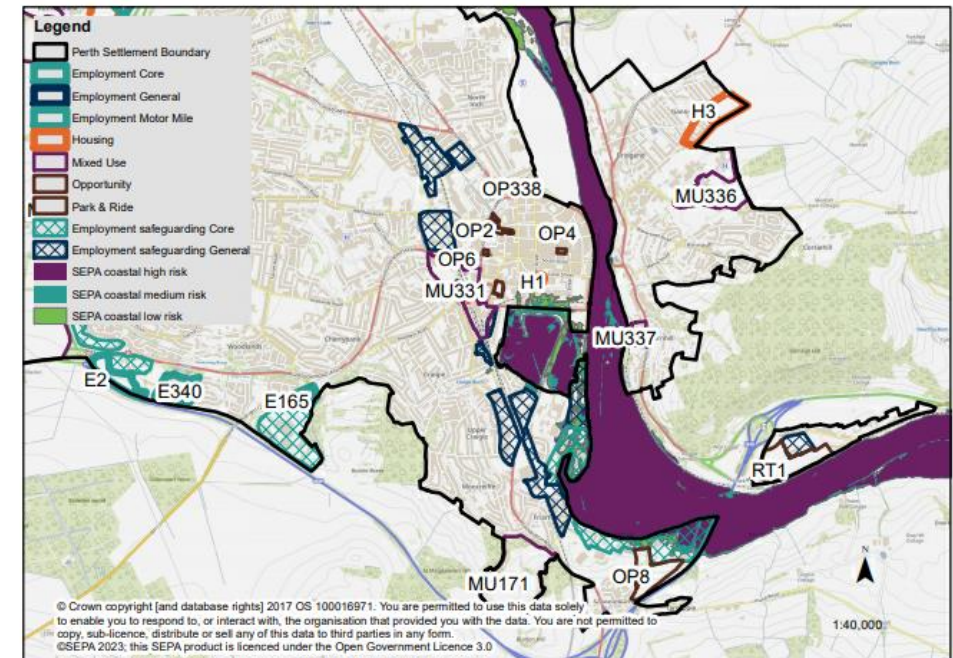 Legend
Perth Settlement Boundary
Employment Core
Employment General
Employment Motor Mile
Housing
Mixed Use
Opportunity
Park & Ride
Employment safeguarding Core
Employment safeguarding General
SEPA coastal high risk
SEPA coastal medium risk
SEPA coastal low risk
H3
MU336
OP338
OP2
OP4
OP6
MU331
H1
MU337
E2
E340
E165
RT1
MU171
OP8
N
1:40,000
© Crown copyright [and database rights] 2017 OS 100016971. You are permitted to use this data solely
to enable you to respond to, or interact with, the organisation that provided you with the data. You are not permitted to
copy, sub-licence, distribute or sell any of this data to third parties in any form.
©SEPA 2023; this SEPA product is licenced under the Open Government Licence 3.0